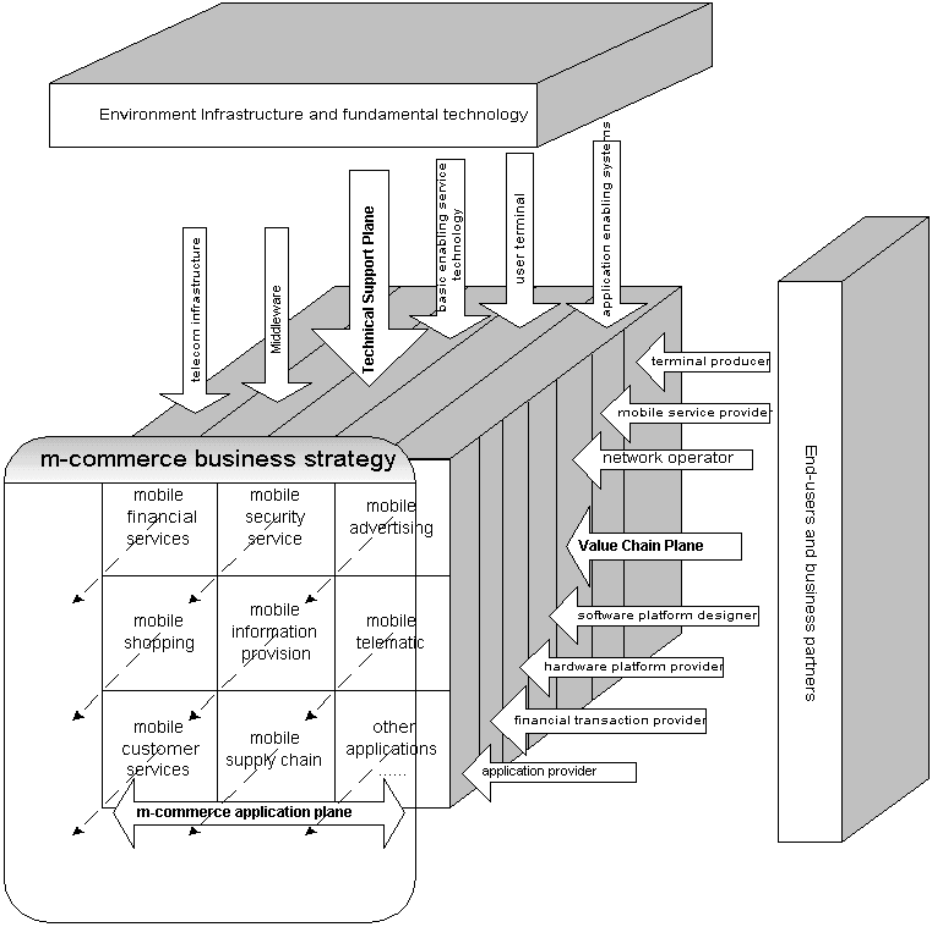 Environment Infrastructure and fundamental technology
telecom infrastructure
Middleware
Technical Support Plane
basic enabling service
technology
user terminal
application enabling systems
terminal producer
mobile service provider
network operator
Value Chain Plane
software platform designer
hardware platform provider
financial transaction provider
application provider
End-users and business partners
m-commerce business strategy
mobile
financial
services
mobile
security
service
mobile
advertising
mobile
shopping
mobile
information
provision
mobile
telematic
mobile
customer
services
mobile
supply chain
other
applications
......
m-commerce application plane